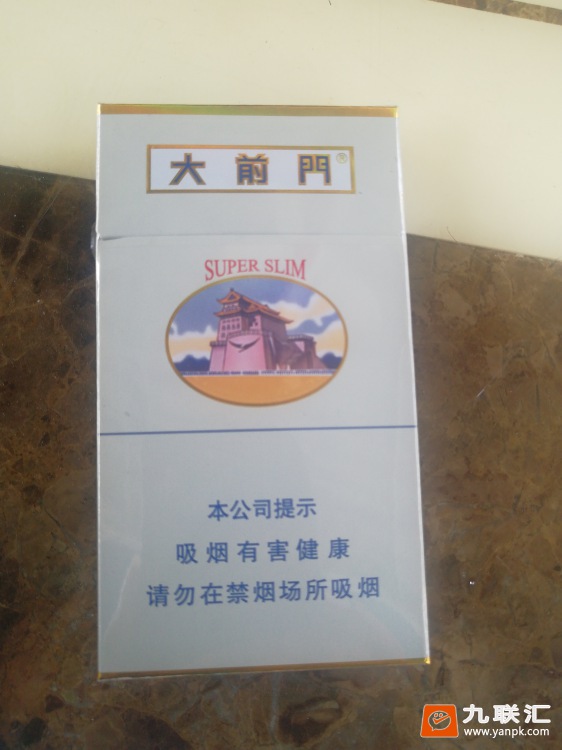 大前門®
SUPER SLIM
本公司提示
吸烟有害健康
请勿在禁烟场所吸烟
九联汇
www.yanpk.com